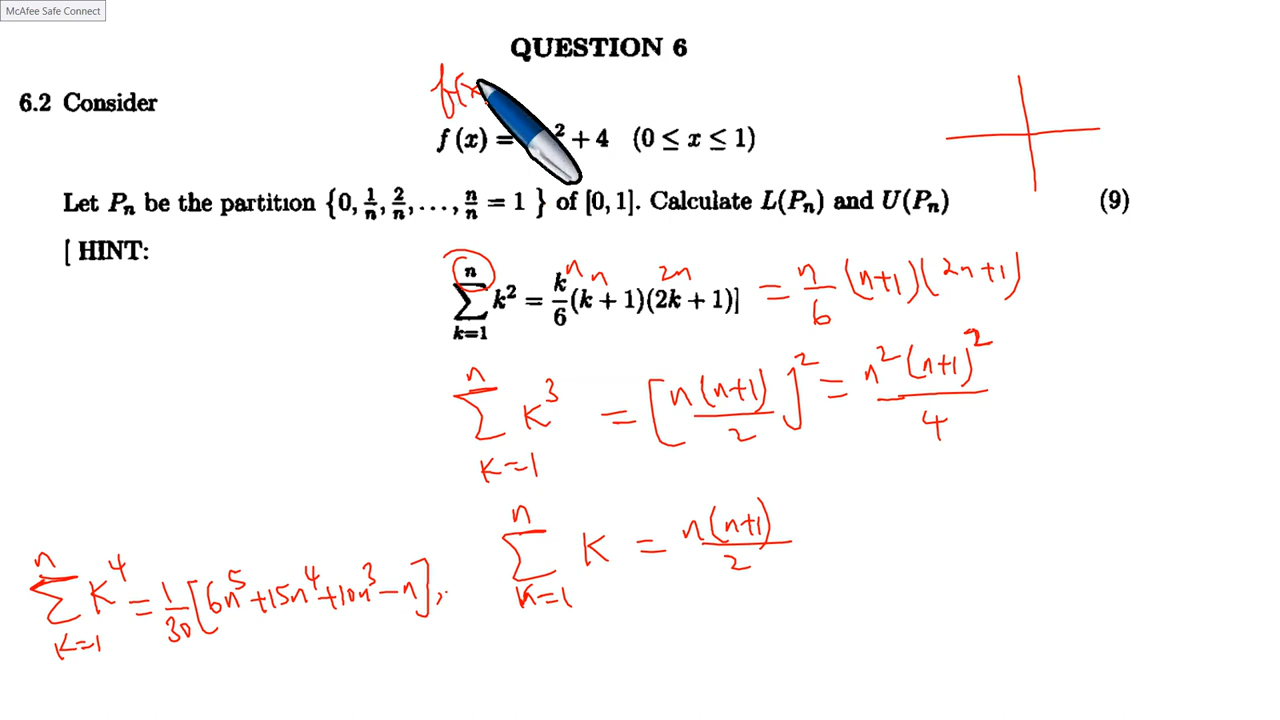 McAfee Safe Connect
QUESTION 6
6.2 Consider
f(x
f (x) = ² + 4 (0 ≤ x ≤ 1)
Let Pₙ be the partition {0, 1/n, 2/n, ..., n/n = 1 } of [0, 1]. Calculate L(Pₙ) and U(Pₙ) (9)
[ HINT:
n n 2n
∑_{k=1}^{n} k² = k/6 (k + 1)(2k + 1)] = n/6 (n+1)(2n+1)
∑_{K=1}^{n} K³ = [n(n+1)/2]² = n²(n+1)²/4
∑_{K=1}^{n} K = n(n+1)/2
∑_{K=1}^{n} K⁴ = 1/30 [6n⁵+15n⁴+10n³−n],